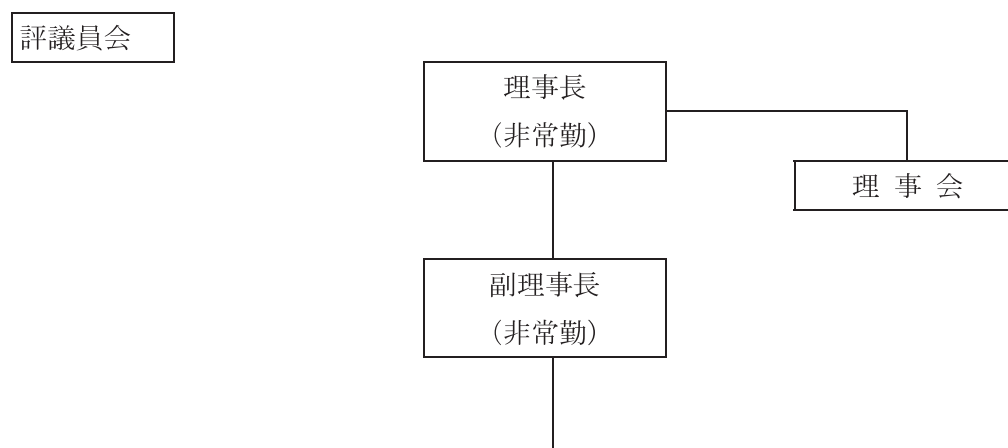 評議員会
理事長
（非常勤）
理 事 会
副理事長
（非常勤）